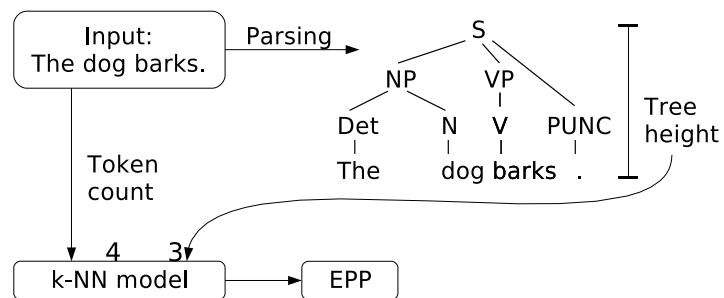 Input:
The dog barks.
Parsing
S
NP VP
Det N V PUNC
The dog barks .
Tree
height
Token
count
4 3
k-NN model
EPP